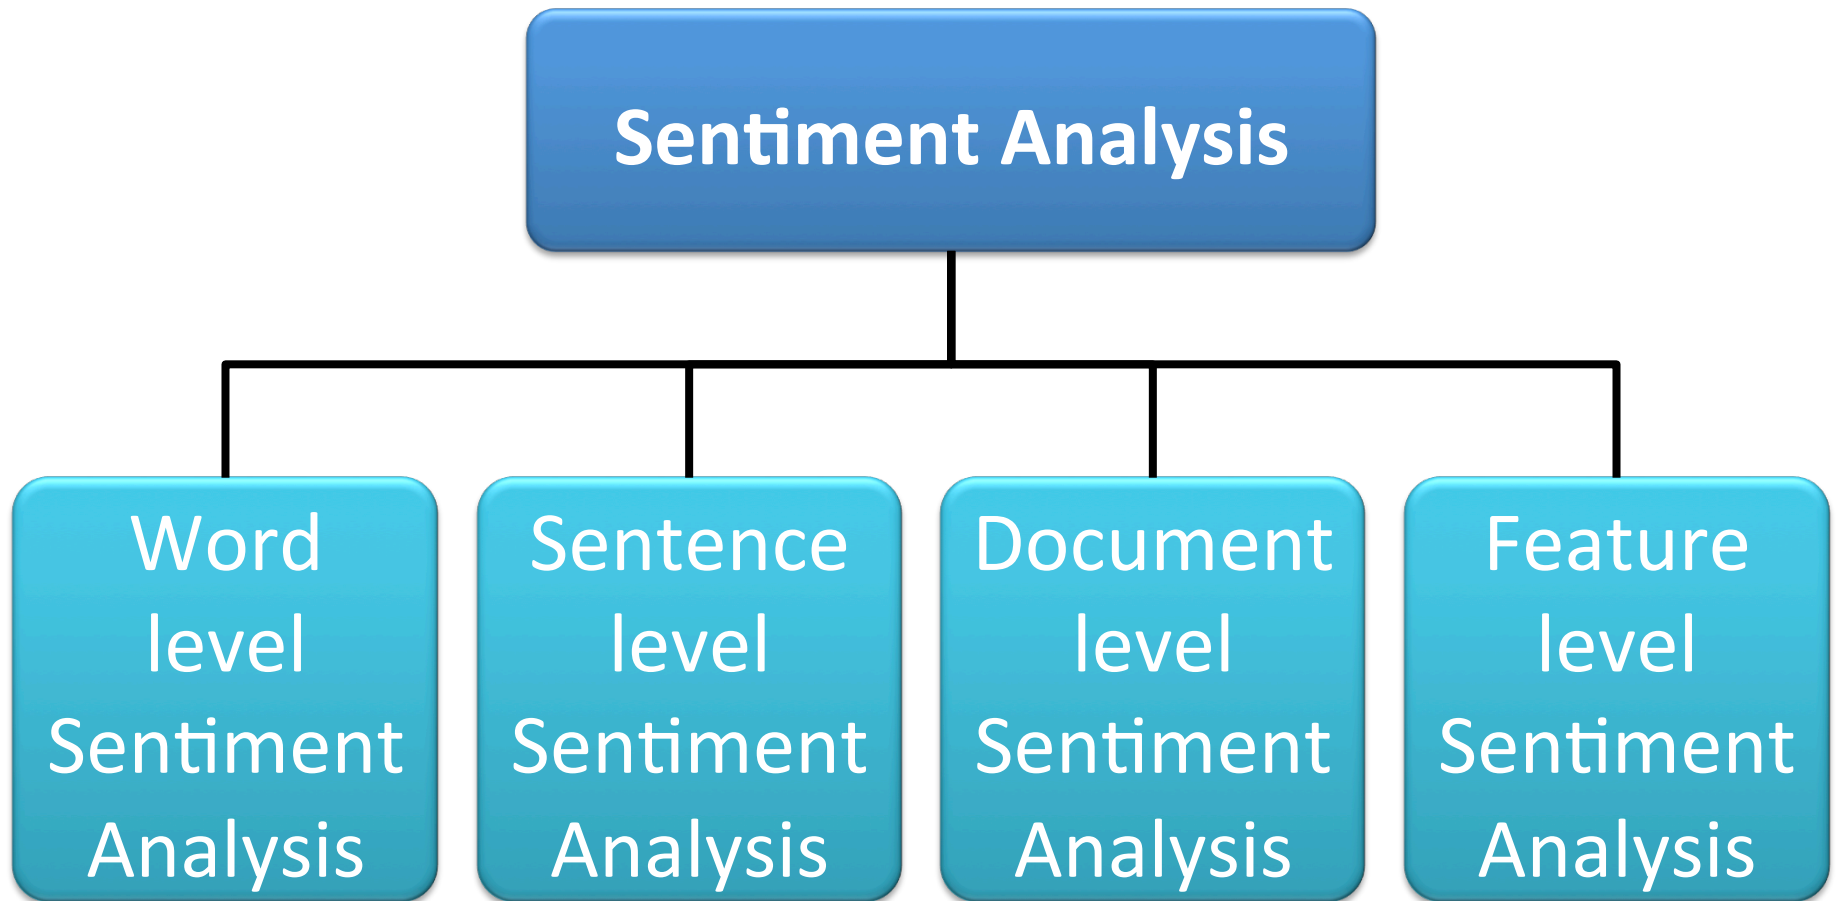 Sentiment Analysis
Word
level
Sentiment
Analysis
Sentence
level
Sentiment
Analysis
Document
level
Sentiment
Analysis
Feature
level
Sentiment
Analysis